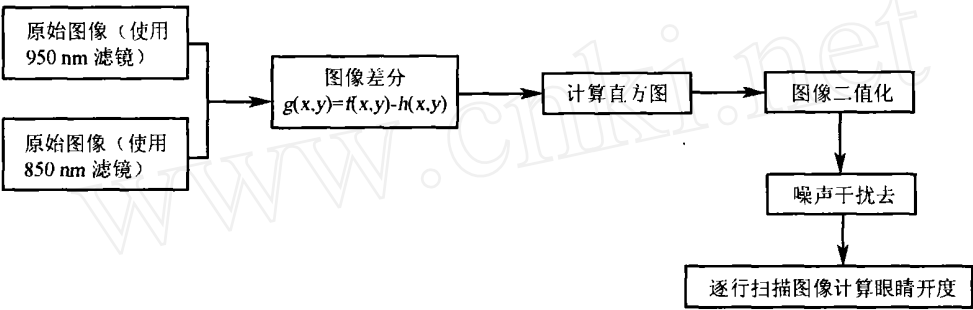 原始图像（使用
950 nm 滤镜）
原始图像（使用
850 nm 滤镜）
图像差分
g(x,y)=f(x,y)-h(x,y)
计算直方图
图像二值化
噪声干扰去
逐行扫描图像计算眼睛开度
www.cnki.net